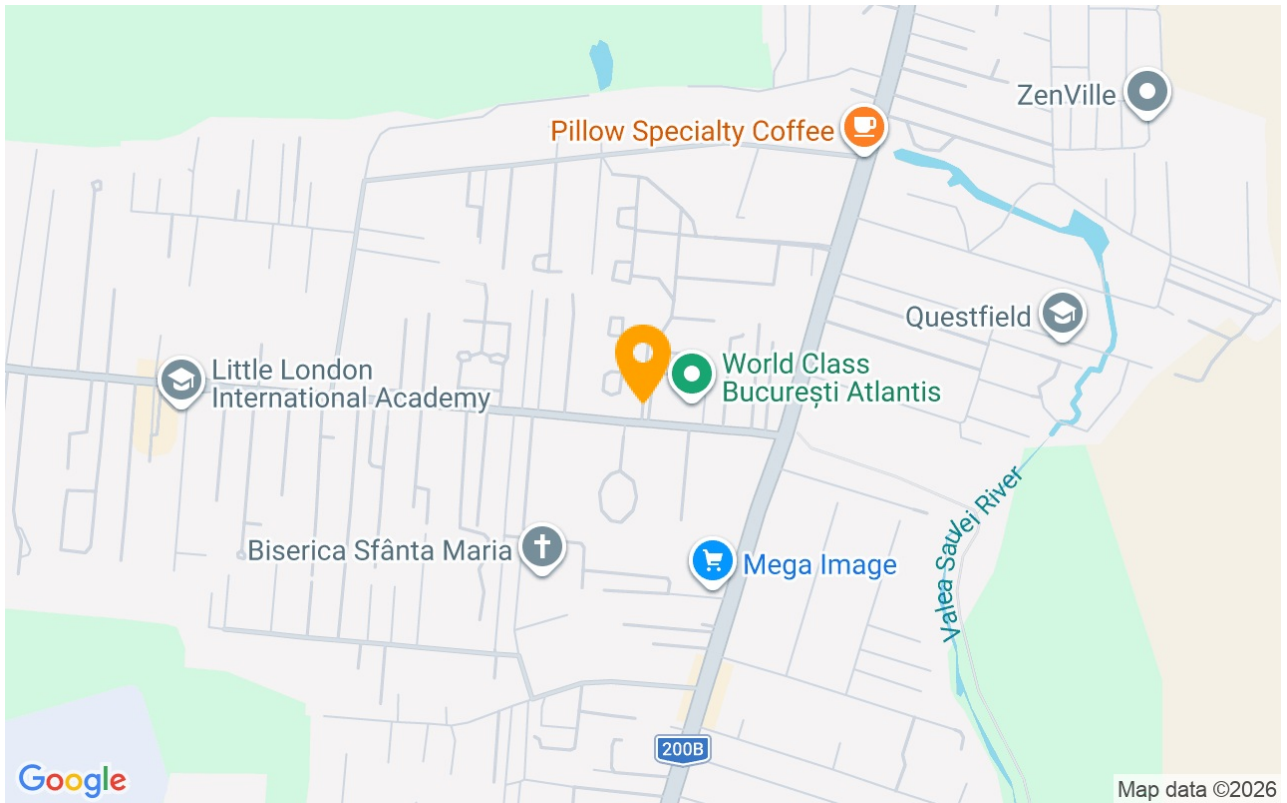 ZenVille
Pillow Specialty Coffee
Questfield
Little London
International Academy
World Class
București Atlantis
Valea Saulei River
Biserica Sfânta Maria
Mega Image
200B
Google
Map data ©2026